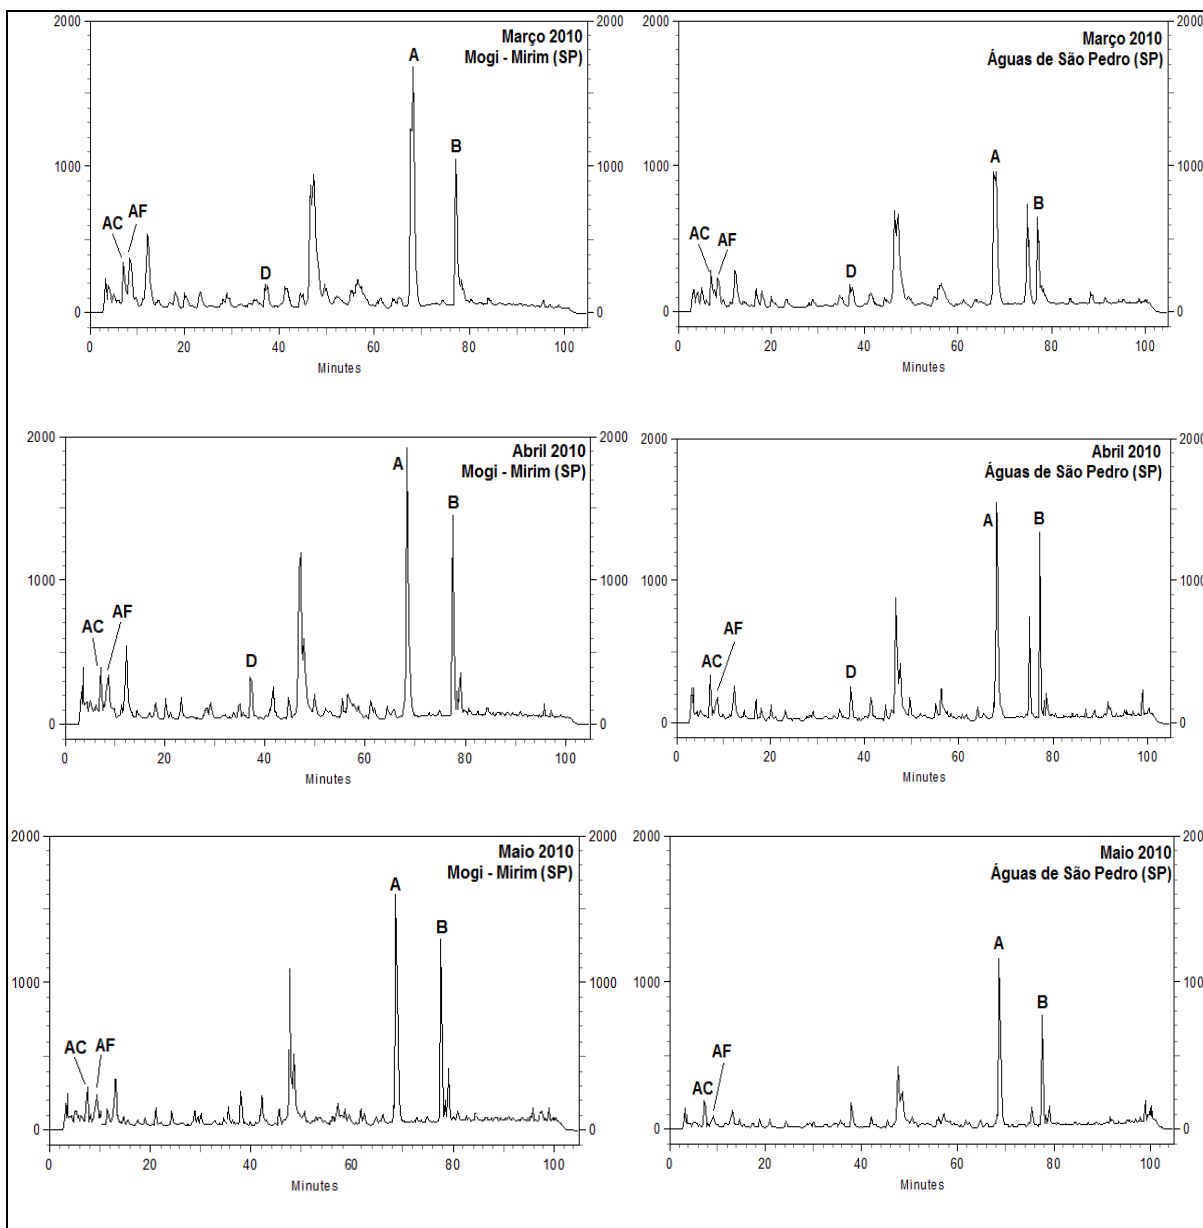 2000
2000
Março 2010
Mogi - Mirim (SP)
A
B
1000
1000
AC
AF
D
0
0
0 20 40 60 80 100
Minutes
2000
2000
Março 2010
Águas de São Pedro (SP)
A
B
1000
1000
AC
AF
D
0
0
0 20 40 60 80 100
Minutes
2000
2000
Abril 2010
Mogi - Mirim (SP)
A
B
1000
1000
AC
AF
D
0
0
0 20 40 60 80 100
Minutes
2000
2000
Abril 2010
Águas de São Pedro (SP)
A
B
1000
1000
AF
AC
D
0
0
0 20 40 60 80 100
Minutes
2000
2000
Maio 2010
Mogi - Mirim (SP)
A
B
1000
1000
AC
AF
0
0
0 20 40 60 80 100
Minutes
2000
200
Maio 2010
Águas de São Pedro (SP)
A
B
1000
100
AF
AC
0
0
0 20 40 60 80 100
Minutes